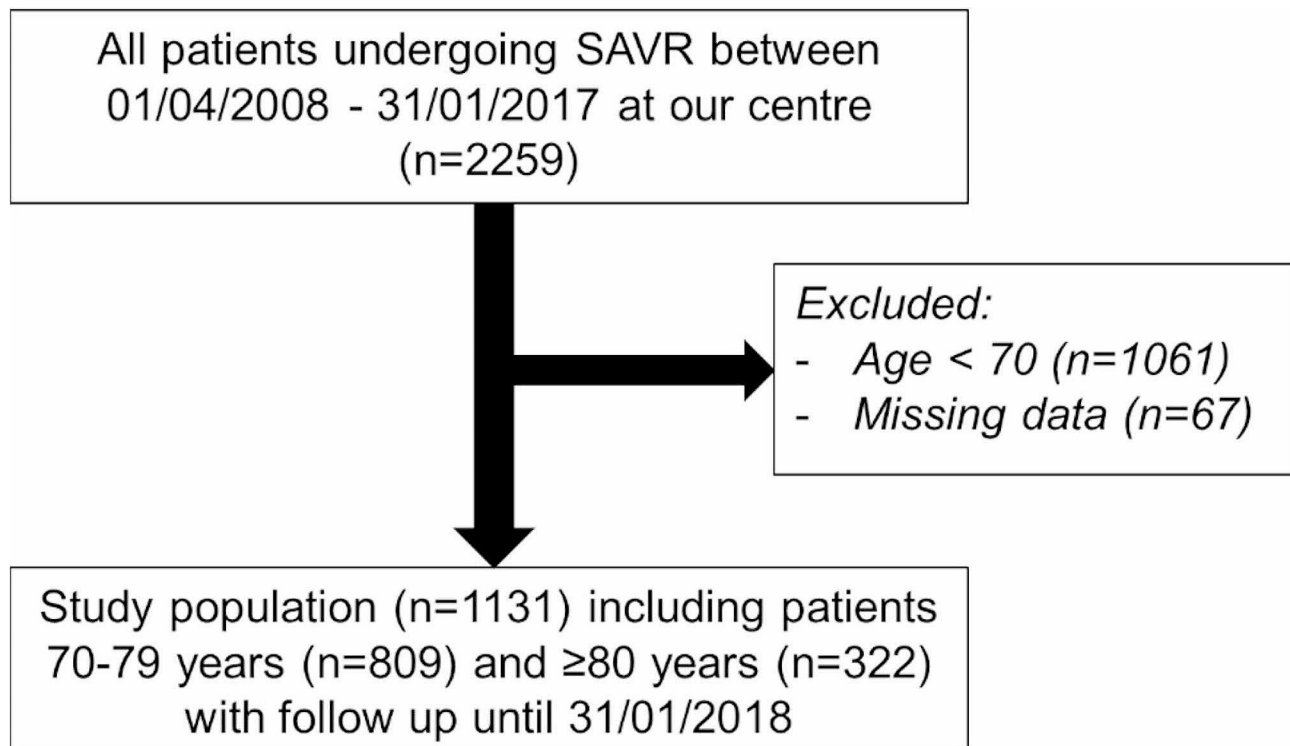 All patients undergoing SAVR between
01/04/2008 - 31/01/2017 at our centre
(n=2259)
Excluded:
- Age < 70 (n=1061)
- Missing data (n=67)
Study population (n=1131) including patients
70-79 years (n=809) and ≥80 years (n=322)
with follow up until 31/01/2018